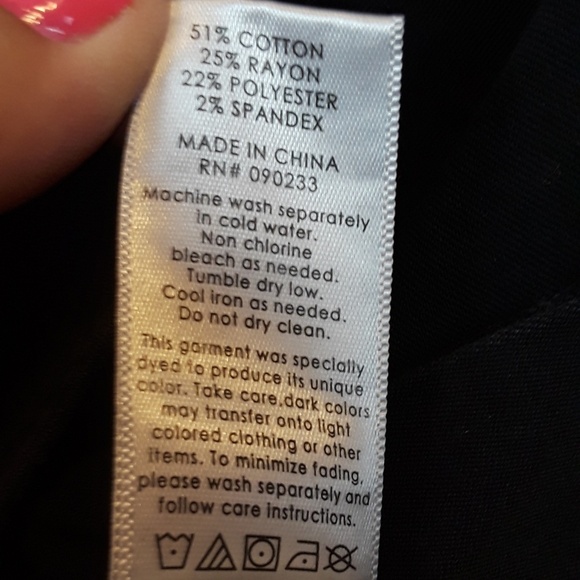 51% COTTON
25% RAYON
22% POLYESTER
2% SPANDEX
MADE IN CHINA
RN# 090233
Machine wash separately
in cold water.
Non chlorine
bleach as needed.
Tumble dry low.
Cool iron as needed.
Do not dry clean.
This garment was specially
dyed to produce its unique
color. Take care,dark colors
may transfer onto light
colored clothing or other
items. To minimize fading,
please wash separately and
follow care instructions.